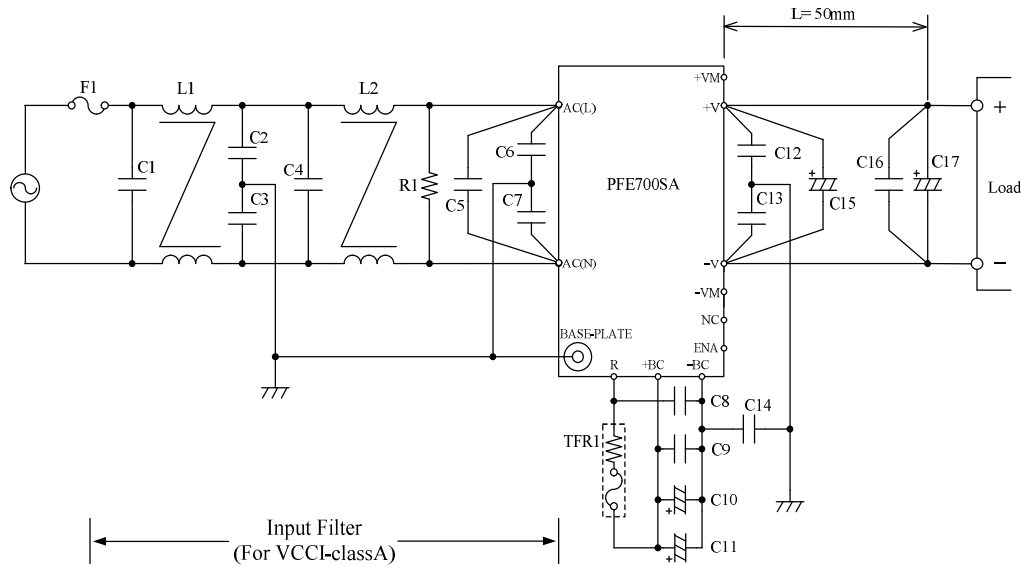 L=50mm
F1
L1
L2
AC(L)
+VM
+V
+
C1
C2
C3
C4
R1
C5
C6
C7
PFE700SA
C12
C13
+
C15
C16
+
C17
Load
AC(N)
-V
−
-VM
NC
ENA
BASE-PLATE
R
+BC
-BC
C8
C14
TFR1
C9
C10
+
C11
+
Input Filter
(For VCCI-classA)